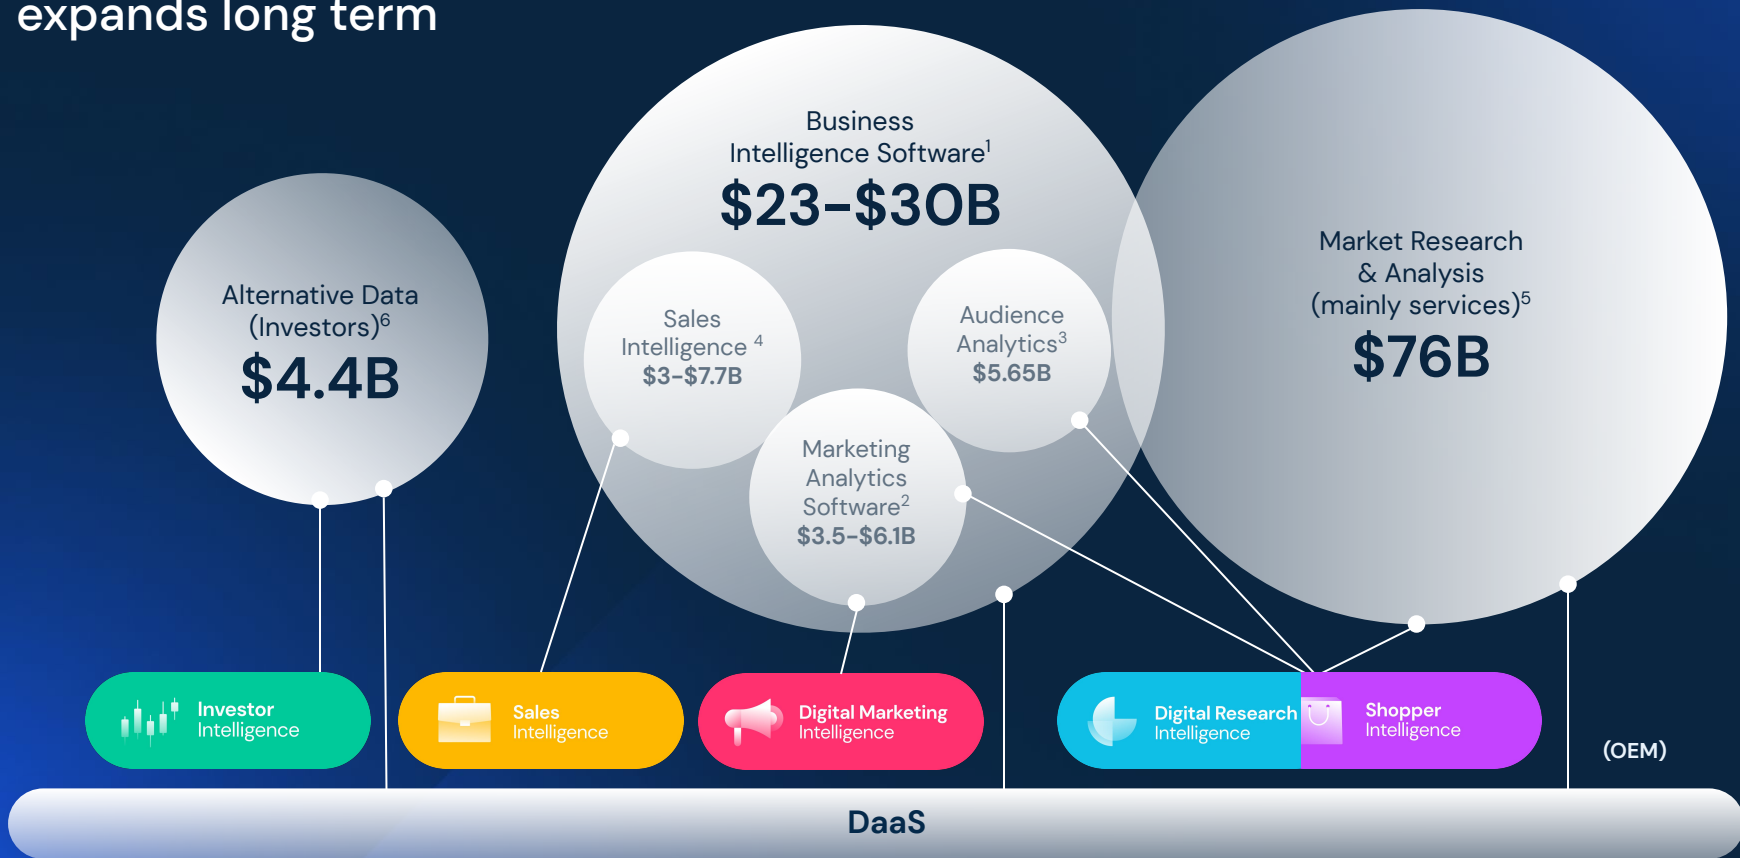 expands long term
Business
Intelligence Software¹
$23-$30B
Alternative Data
(Investors)⁶
$4.4B
Sales
Intelligence ⁴
$3-$7.7B
Audience
Analytics³
$5.65B
Marketing
Analytics
Software²
$3.5-$6.1B
Market Research
& Analysis
(mainly services)⁵
$76B
Investor
Intelligence
Sales
Intelligence
Digital Marketing
Intelligence
Digital Research
Intelligence
Shopper
Intelligence
(OEM)
DaaS